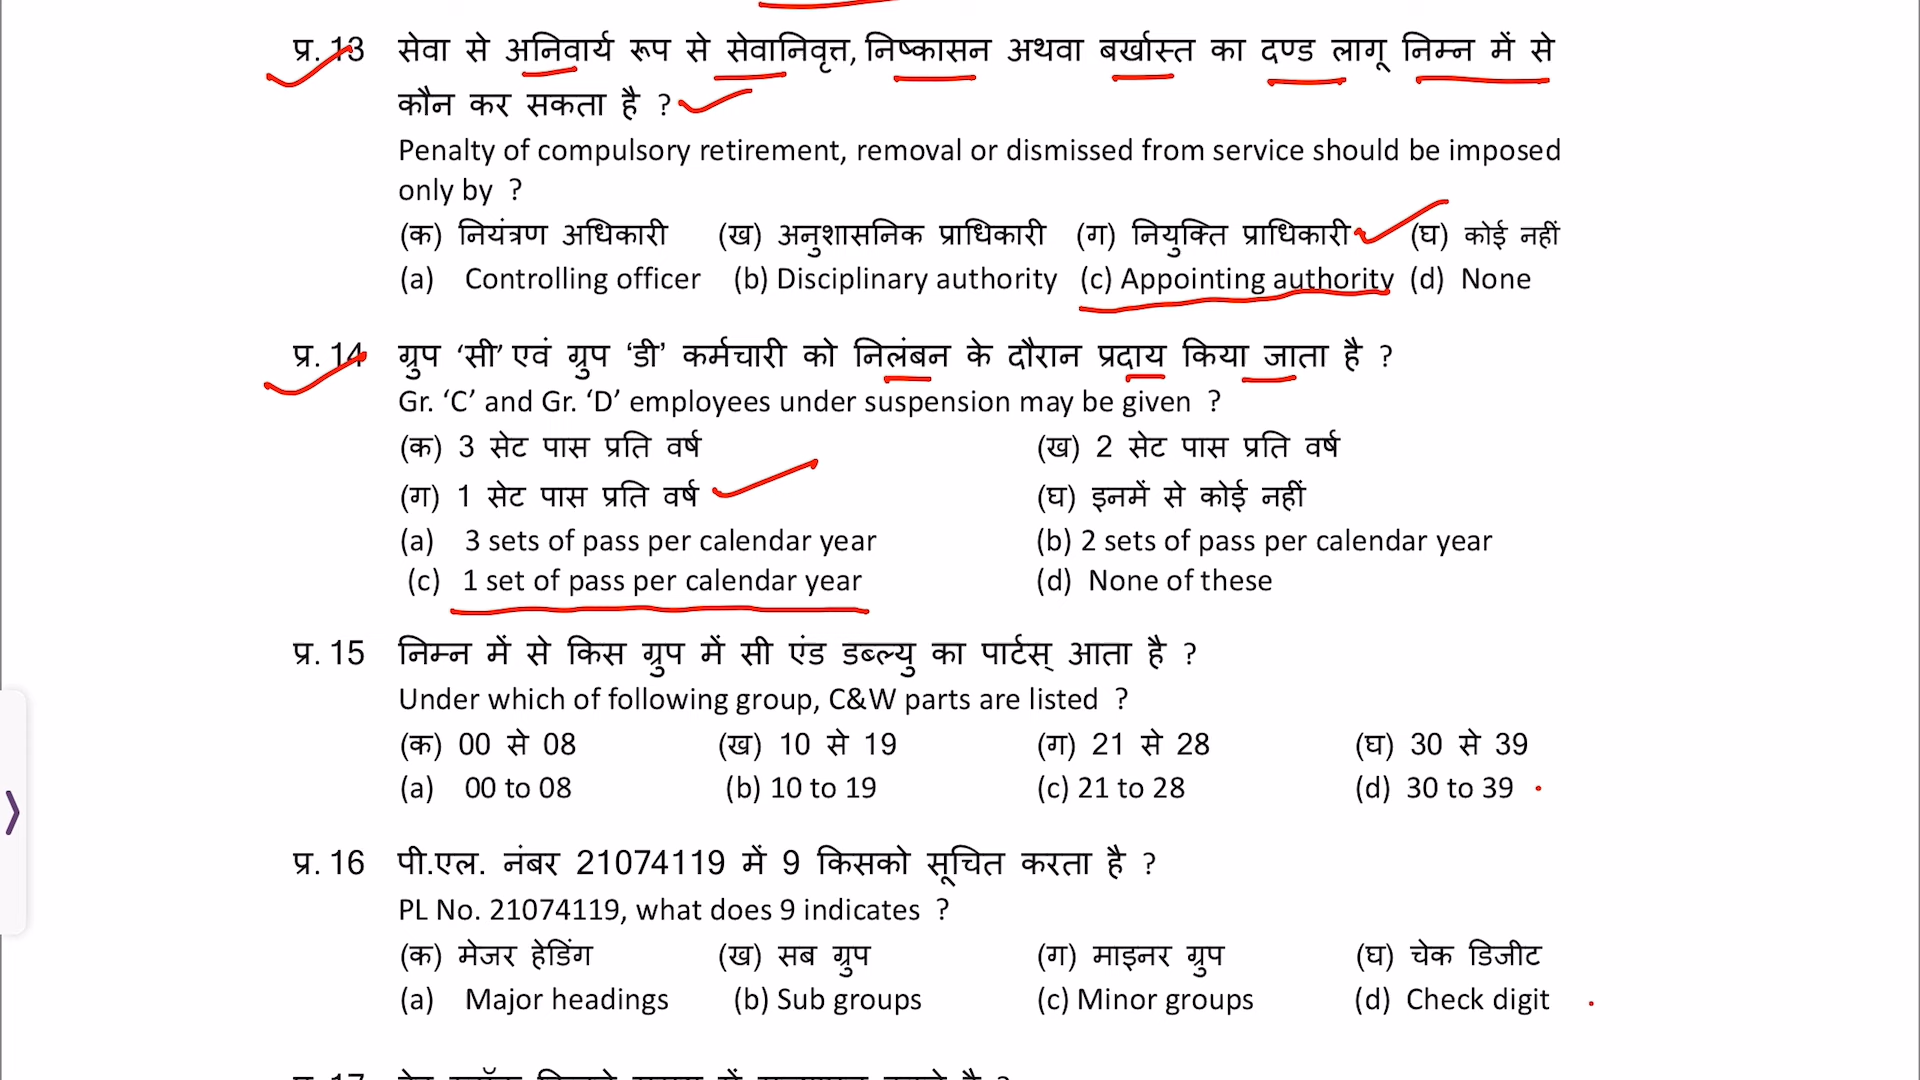 प्र. 13 सेवा से अनिवार्य रूप से सेवानिवृत्त, निष्कासन अथवा बर्खास्त का दण्ड लागू निम्न में से
कौन कर सकता है ?
Penalty of compulsory retirement, removal or dismissed from service should be imposed
only by ?
(क) नियंत्रण अधिकारी (ख) अनुशासनिक प्राधिकारी (ग) नियुक्ति प्राधिकारी (घ) कोई नहीं
(a) Controlling officer (b) Disciplinary authority (c) Appointing authority (d) None
प्र. 14 ग्रुप ‘सी’ एवं ग्रुप ‘डी’ कर्मचारी को निलंबन के दौरान प्रदाय किया जाता है ?
Gr. ‘C’ and Gr. ‘D’ employees under suspension may be given ?
(क) 3 सेट पास प्रति वर्ष (ख) 2 सेट पास प्रति वर्ष
(ग) 1 सेट पास प्रति वर्ष (घ) इनमें से कोई नहीं
(a) 3 sets of pass per calendar year (b) 2 sets of pass per calendar year
(c) 1 set of pass per calendar year (d) None of these
प्र. 15 निम्न में से किस ग्रुप में सी एंड डब्ल्यु का पार्टस् आता है ?
Under which of following group, C&W parts are listed ?
(क) 00 से 08 (ख) 10 से 19 (ग) 21 से 28 (घ) 30 से 39
(a) 00 to 08 (b) 10 to 19 (c) 21 to 28 (d) 30 to 39
प्र. 16 पी.एल. नंबर 21074119 में 9 किसको सूचित करता है ?
PL No. 21074119, what does 9 indicates ?
(क) मेजर हेडिंग (ख) सब ग्रुप (ग) माइनर ग्रुप (घ) चेक डिजीट
(a) Major headings (b) Sub groups (c) Minor groups (d) Check digit